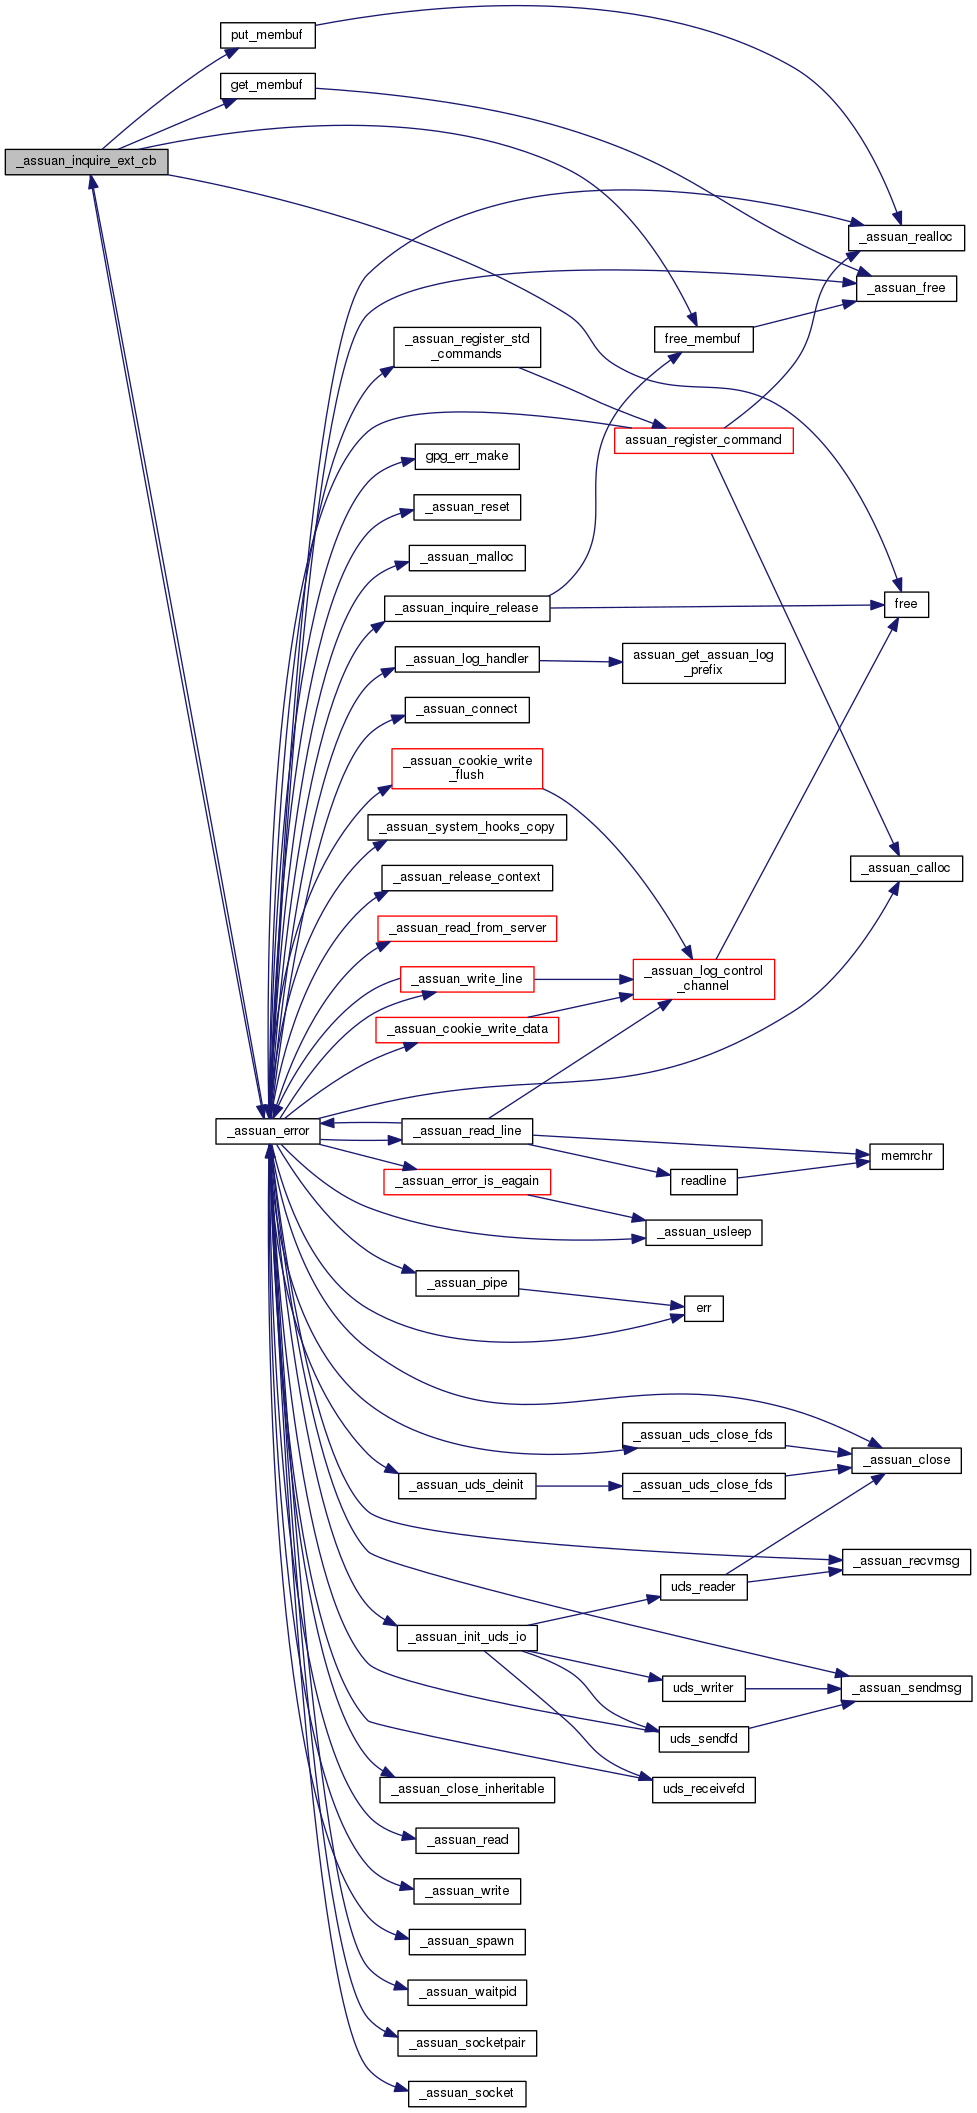 put_membuf
get_membuf
_assuan_inquire_ext_cb
_assuan_realloc
_assuan_free
_assuan_register_std
_commands
free_membuf
assuan_register_command
gpg_err_make
_assuan_reset
_assuan_malloc
_assuan_inquire_release
free
_assuan_log_handler
assuan_get_assuan_log
_prefix
_assuan_connect
_assuan_cookie_write
_flush
_assuan_system_hooks_copy
_assuan_calloc
_assuan_release_context
_assuan_read_from_server
_assuan_write_line
_assuan_log_control
_channel
_assuan_cookie_write_data
_assuan_error
_assuan_read_line
memrchr
_assuan_error_is_eagain
readline
_assuan_usleep
_assuan_pipe
err
_assuan_uds_close_fds
_assuan_close
_assuan_uds_deinit
_assuan_uds_close_fds
_assuan_recvmsg
uds_reader
_assuan_init_uds_io
uds_writer
_assuan_sendmsg
uds_sendfd
_assuan_close_inheritable
uds_receivefd
_assuan_read
_assuan_write
_assuan_spawn
_assuan_waitpid
_assuan_socketpair
_assuan_socket